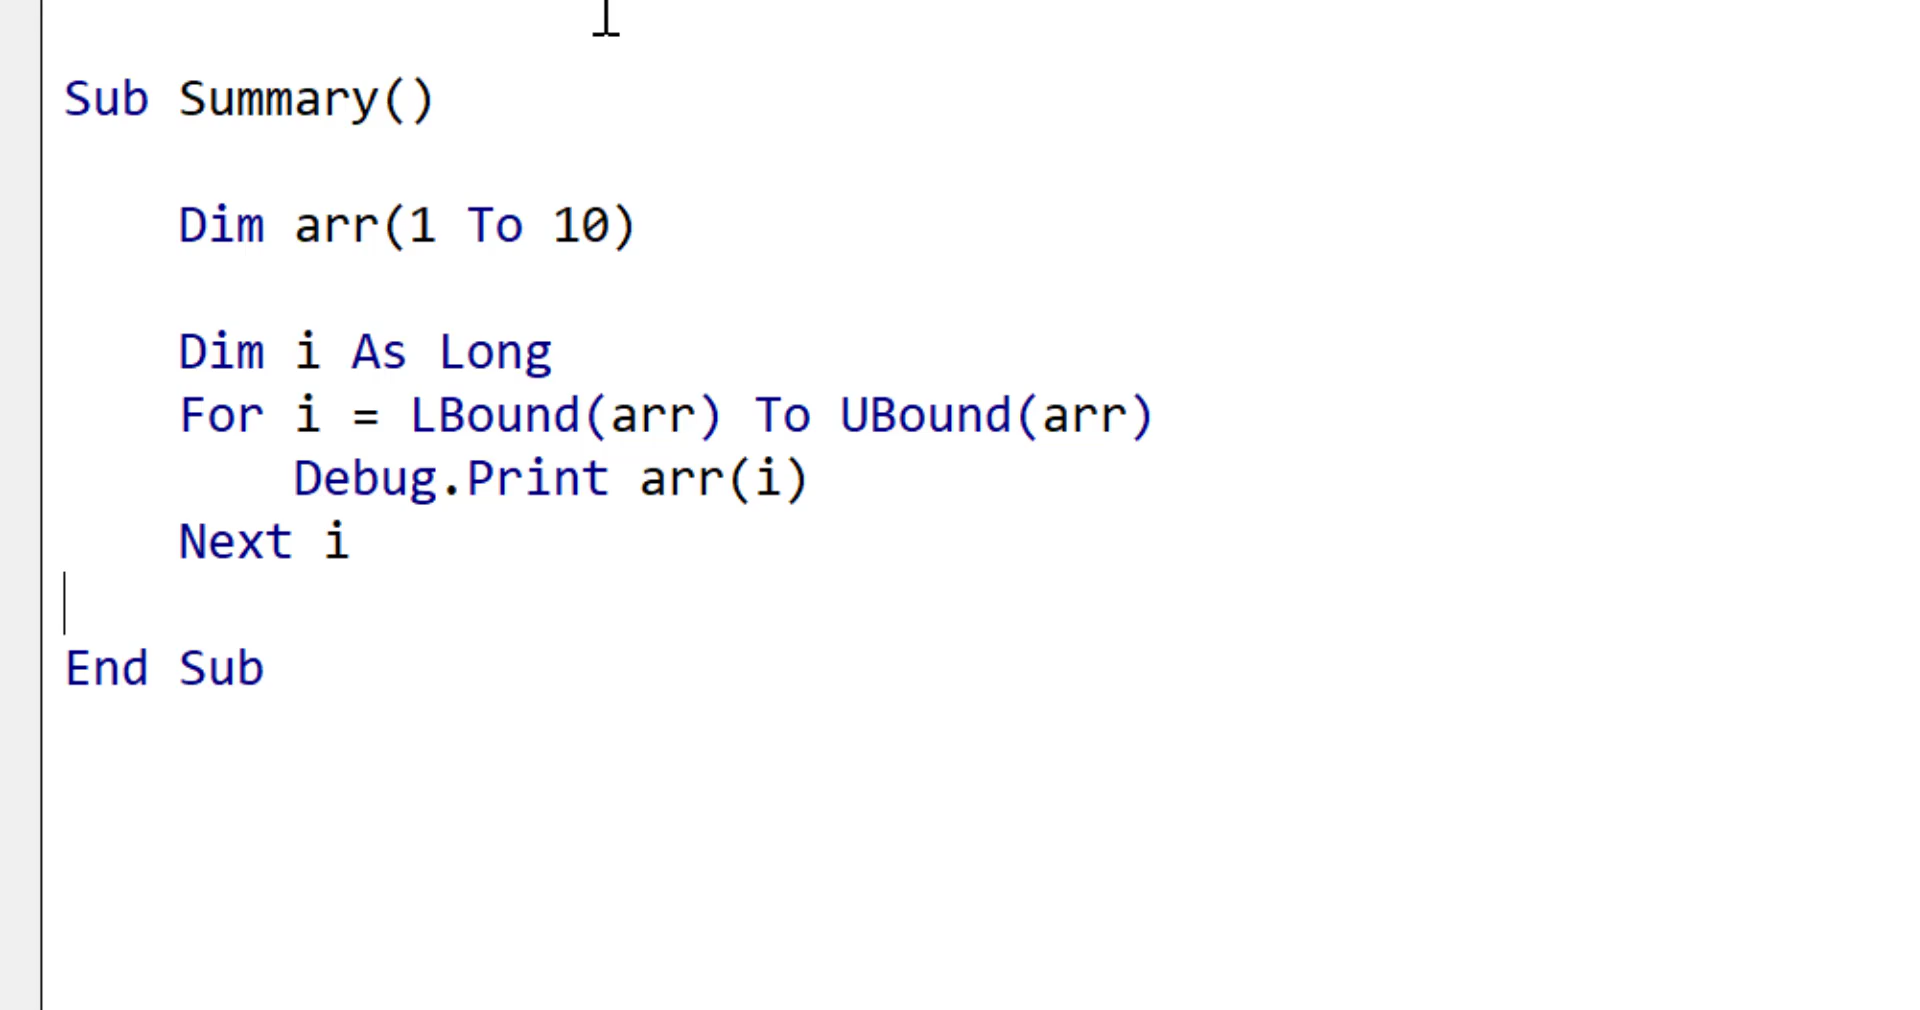 Sub Summary()
    Dim arr(1 To 10)
    Dim i As Long
    For i = LBound(arr) To UBound(arr)
        Debug.Print arr(i)
    Next i
End Sub